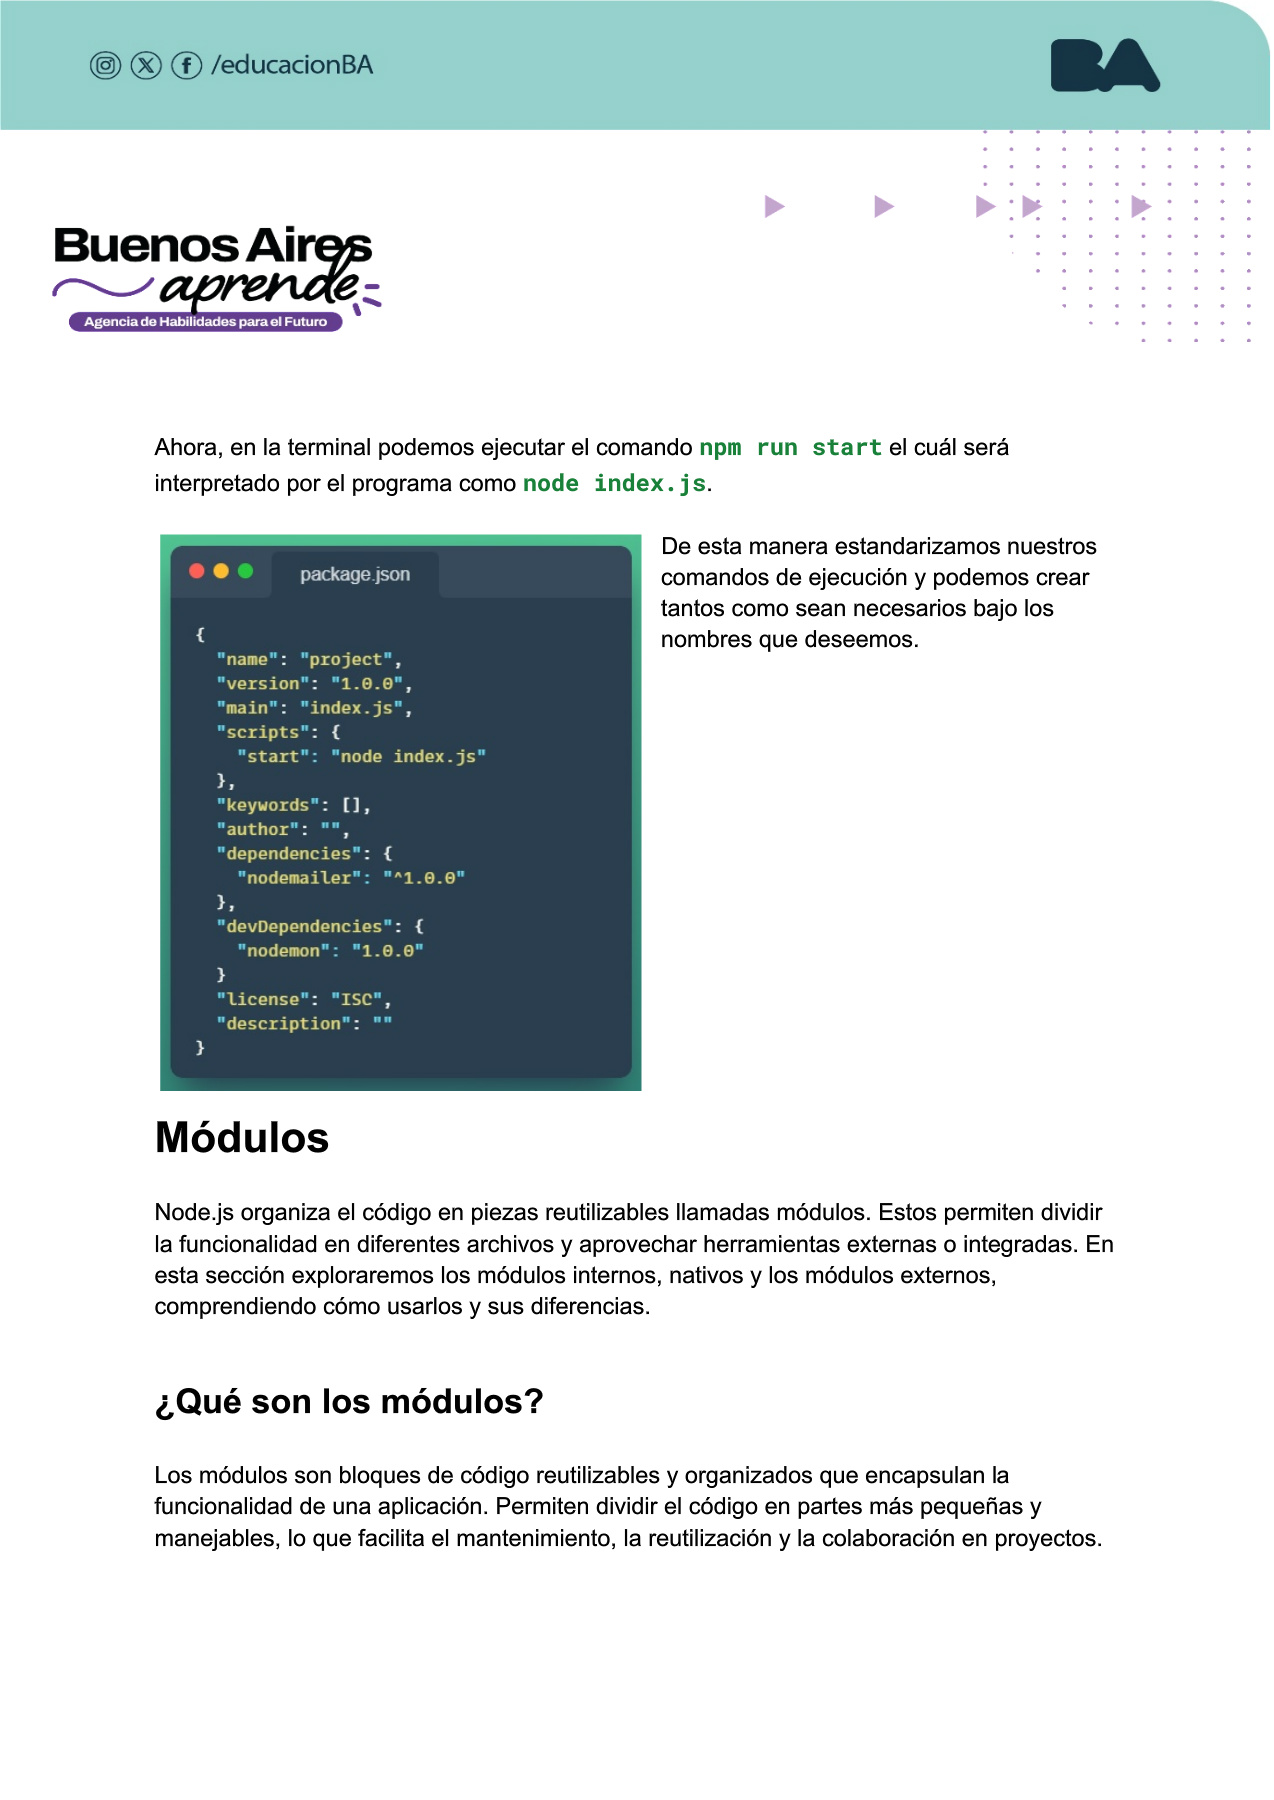 /educacionBA
BA
Buenos Aires
aprende
Agencia de Habilidades para el Futuro
Ahora, en la terminal podemos ejecutar el comando npm run start el cuál será
interpretado por el programa como node index.js.
De esta manera estandarizamos nuestros
comandos de ejecución y podemos crear
tantos como sean necesarios bajo los
nombres que deseemos.
package.json
{
  "name": "project",
  "version": "1.0.0",
  "main": "index.js",
  "scripts": {
    "start": "node index.js"
  },
  "keywords": [],
  "author": "",
  "dependencies": {
    "nodemailer": "^1.0.0"
  },
  "devDependencies": {
    "nodemon": "1.0.0"
  }
  "license": "ISC",
  "description": ""
}
Módulos
Node.js organiza el código en piezas reutilizables llamadas módulos. Estos permiten dividir
la funcionalidad en diferentes archivos y aprovechar herramientas externas o integradas. En
esta sección exploraremos los módulos internos, nativos y los módulos externos,
comprendiendo cómo usarlos y sus diferencias.
¿Qué son los módulos?
Los módulos son bloques de código reutilizables y organizados que encapsulan la
funcionalidad de una aplicación. Permiten dividir el código en partes más pequeñas y
manejables, lo que facilita el mantenimiento, la reutilización y la colaboración en proyectos.